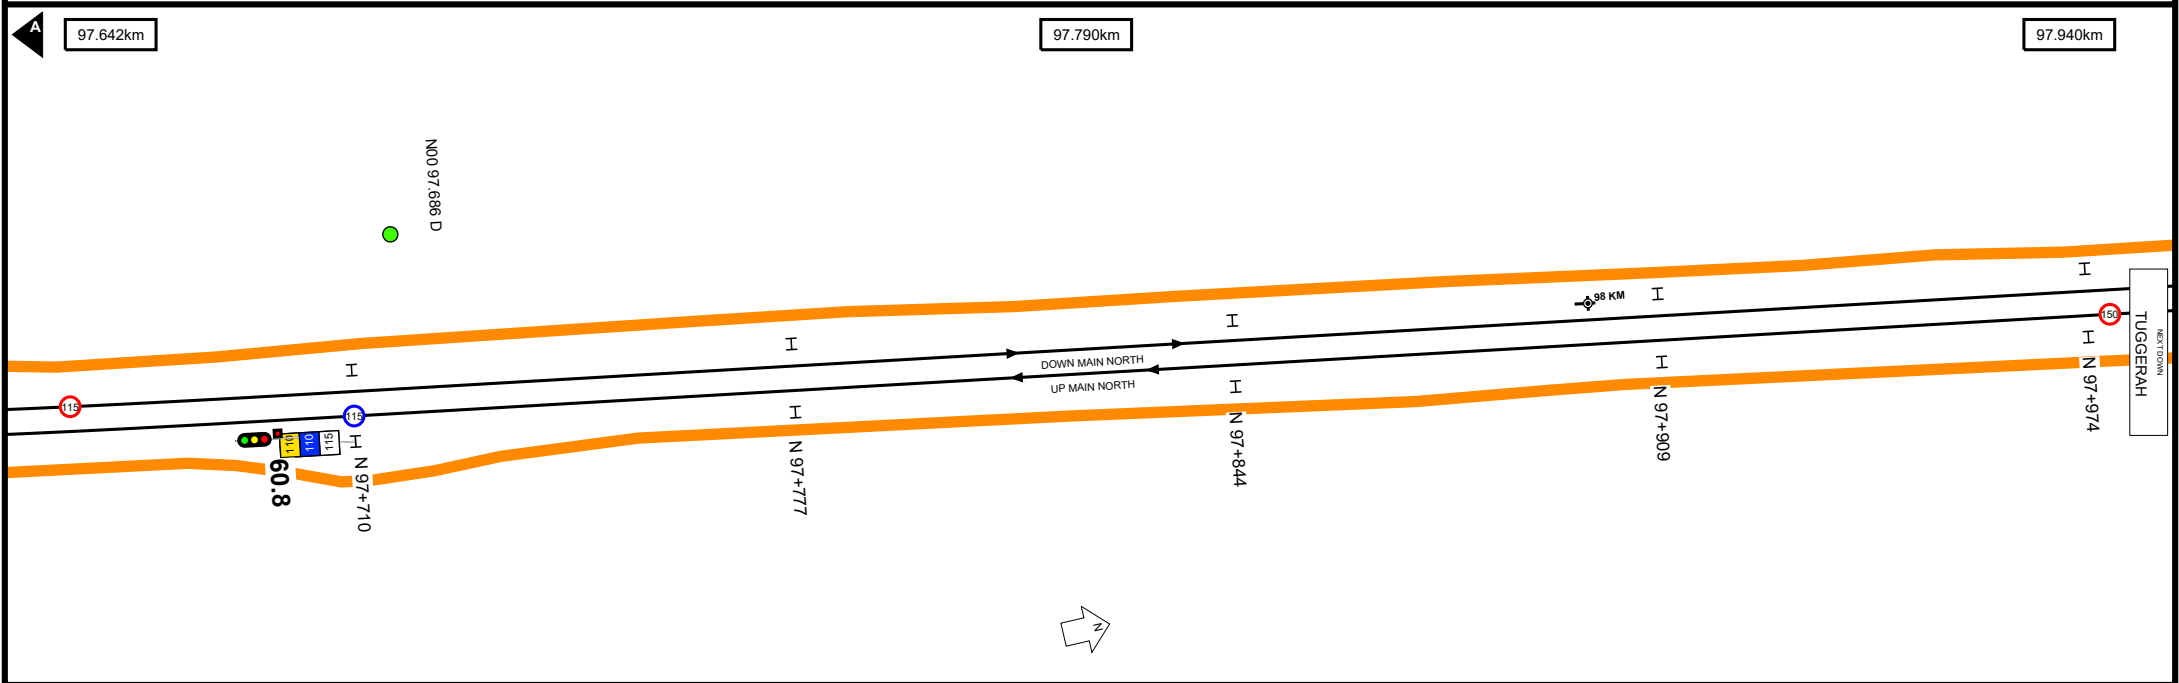 A
97.642km
97.790km
97.940km
N00 97.686 D
98 KM
DOWN MAIN NORTH
UP MAIN NORTH
115
115
150
110
110
115
60.8
N 97+710
N 97+777
N 97+844
N 97+909
N 97+974
NEXT DOWN
TUGGERAH
N